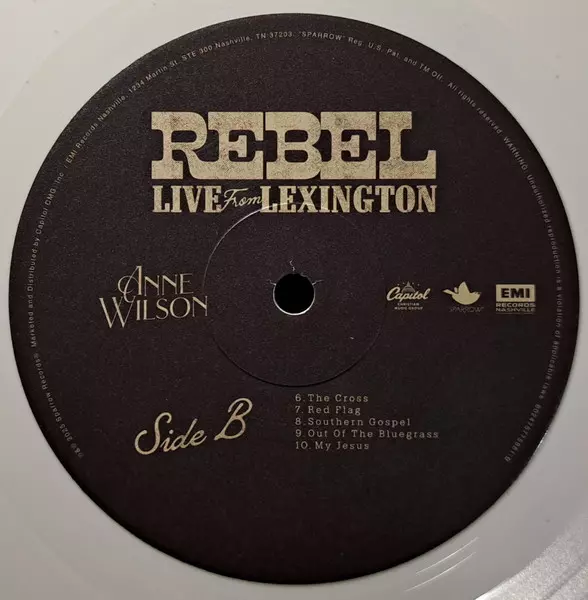 REBEL
LIVE From LEXINGTON
ANNE
WILSON
Capitol
CHRISTIAN
MUSIC GROUP
SPARROW
EMI
RECORDS
NASHVILLE
Side B
6. The Cross
7. Red Flag
8. Southern Gospel
9. Out Of The Bluegrass
10. My Jesus
℗© 2025 Sparrow Records. Marketed and Distributed by Capitol CMG, Inc. / EMI Records Nashville, 1234 Martin St. STE 300 Nashville, TN 37203. "SPARROW" Reg. U.S. Pat. and TM Off. All rights reserved. WARNING: Unauthorized reproduction is a violation of applicable laws.